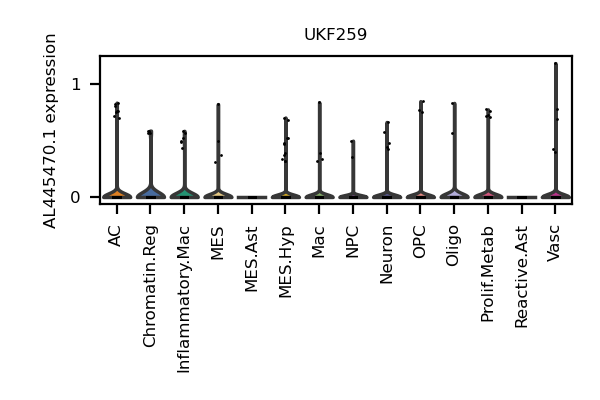 UKF259
AL445470.1 expression
1
0
AC
Chromatin.Reg
Inflammatory.Mac
MES
MES.Ast
MES.Hyp
Mac
NPC
Neuron
OPC
Oligo
Prolif.Metab
Reactive.Ast
Vasc